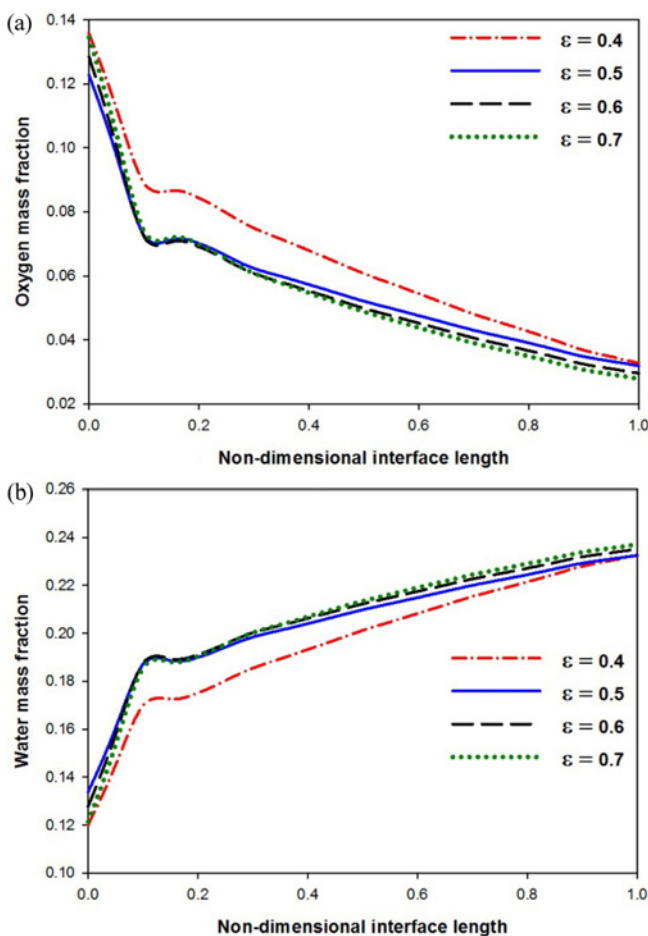 (a)
0.14
0.12
0.10
0.08
0.06
0.04
0.02
Oxygen mass fraction
ε = 0.4
ε = 0.5
ε = 0.6
ε = 0.7
0.0 0.2 0.4 0.6 0.8 1.0
Non-dimensional interface length
(b)
0.26
0.24
0.22
0.20
0.18
0.16
0.14
0.12
0.10
Water mass fraction
ε = 0.4
ε = 0.5
ε = 0.6
ε = 0.7
0.0 0.2 0.4 0.6 0.8 1.0
Non-dimensional interface length